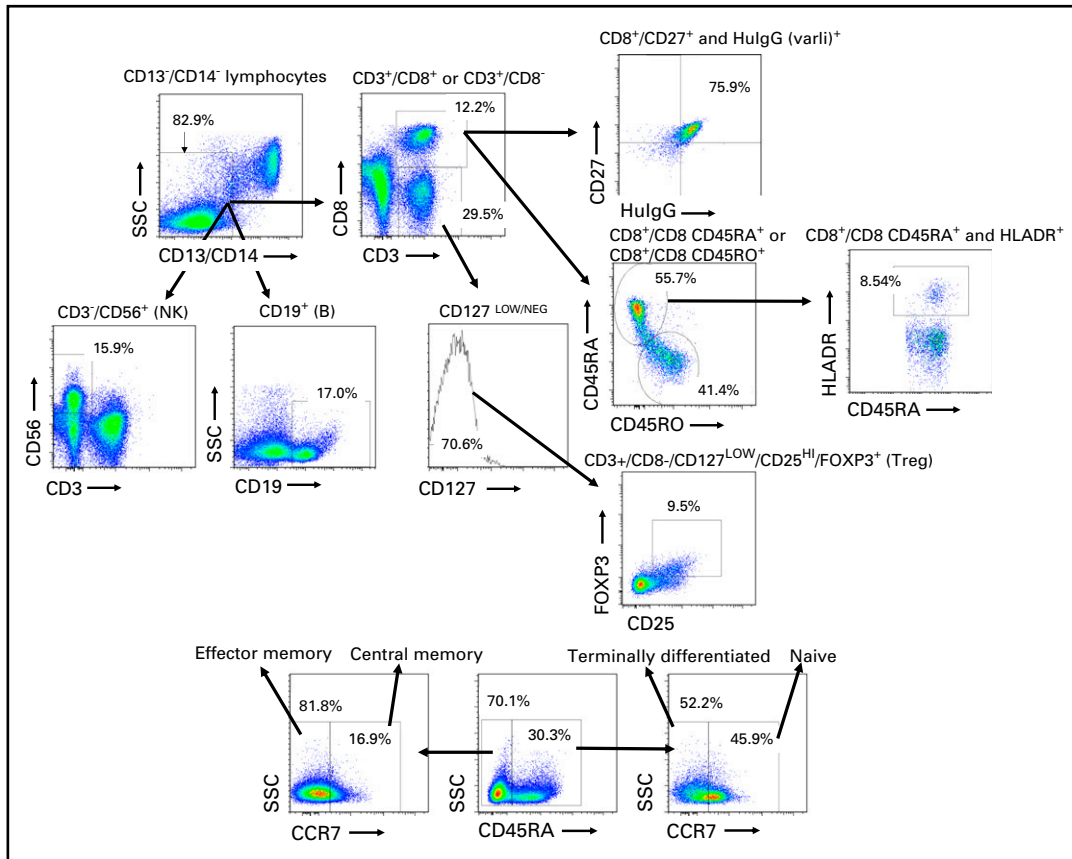 CD8⁺/CD27⁺ and HuIgG (varli)⁺
CD13⁻/CD14⁻ lymphocytes
CD3⁺/CD8⁺ or CD3⁺/CD8⁻
82.9%
12.2%
75.9%
SSC
CD8
29.5%
CD27
CD13/CD14
CD3
HuIgG
CD8⁺/CD8 CD45RA⁺ or
CD8⁺/CD8 CD45RO⁺
CD8⁺/CD8 CD45RA⁺ and HLADR⁺
55.7%
8.54%
CD3⁻/CD56⁺ (NK)
CD19⁺ (B)
CD127 LOW/NEG
15.9%
17.0%
CD45RA
HLADR
41.4%
CD56
SSC
70.6%
CD45RO
CD45RA
CD3
CD19
CD127
CD3+/CD8-/CD127ᴸᴼᵂ/CD25ᴴᴵ/FOXP3⁺ (Treg)
9.5%
FOXP3
CD25
Effector memory
Central memory
Terminally differentiated
Naive
81.8%
70.1%
52.2%
16.9%
30.3%
45.9%
SSC
SSC
SSC
CCR7
CD45RA
CCR7